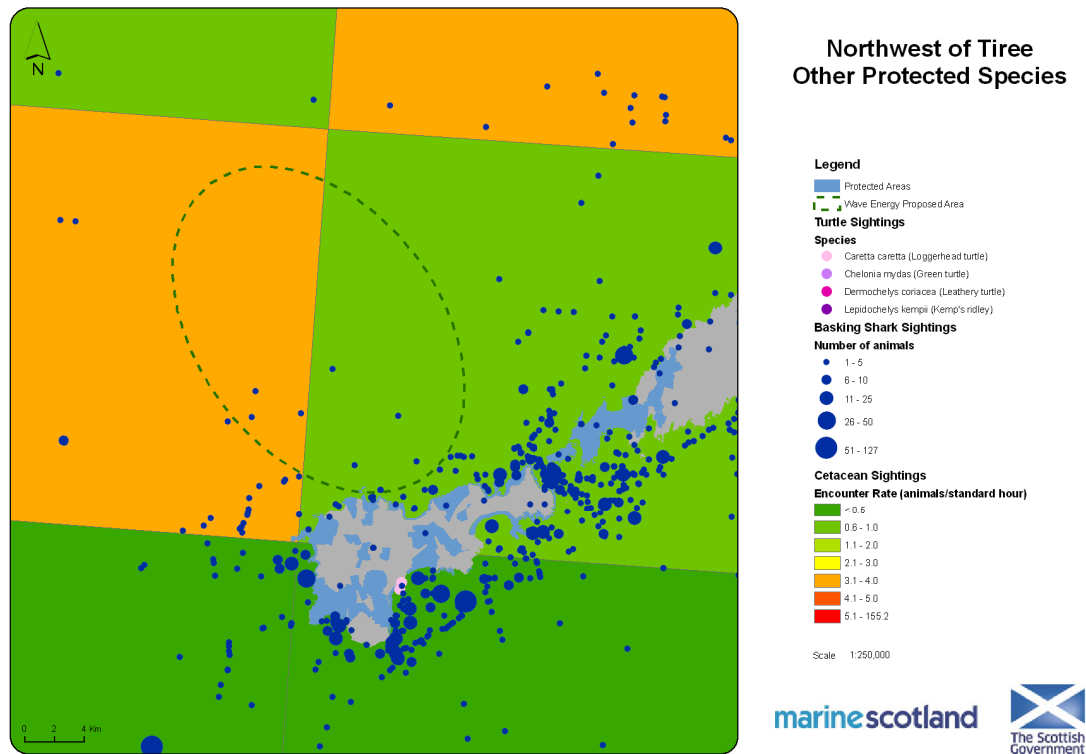 N
0 2 4 Km
Northwest of Tiree
Other Protected Species
Legend
Protected Areas
Wave Energy Proposed Area
Turtle Sightings
Species
Caretta caretta (Loggerhead turtle)
Chelonia mydas (Green turtle)
Dermochelys coriacea (Leathery turtle)
Lepidochelys kempii (Kemp's ridley)
Basking Shark Sightings
Number of animals
1 - 5
6 - 10
11 - 25
26 - 50
51 - 127
Cetacean Sightings
Encounter Rate (animals/standard hour)
< 0.6
0.6 - 1.0
1.1 - 2.0
2.1 - 3.0
3.1 - 4.0
4.1 - 5.0
5.1 - 155.2
Scale 1:250,000
marinescotland
The Scottish
Government